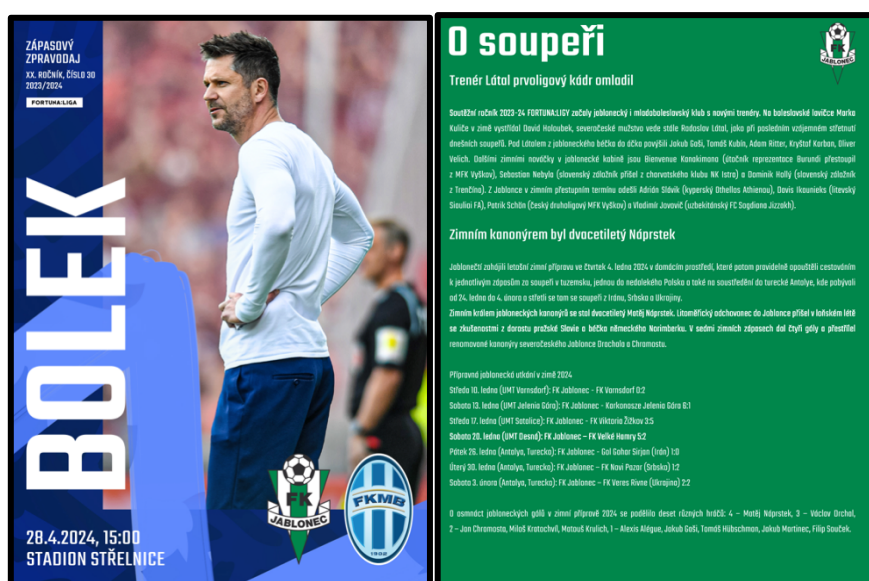 ZÁPASOVÝ
ZPRAVODAJ
XX. ROČNÍK, ČÍSLO 30
2023/2024
FORTUNA:LIGA
BOLEK
FK
JABLONEC
FKMB
1902
28.4.2024, 15:00
STADION STŘELNICE
O soupeři
FK
JABLONEC
Trenér Látal prvoligový kádr omladil
Soutěžní ročník 2023-24 FORTUNA:LIGY začaly jablonecký i mladoboleslavský klub s novými trenéry. Na boleslavské lavičce Marka
Kuliče v zimě vystřídal David Holoubek, severočeské mužstvo vede stále Radoslav Látal, jako při posledním vzájemném střetnutí
dnešních soupeřů. Pod Látalem z jabloneckého béčka do áčka povýšili Jakub Goši, Tomáš Kubín, Adam Ritter, Kryštof Karban, Oliver
Velich. Dalšími zimními nováčky v jablonecké kabině jsou Bienvenue Kanakimana (útočník reprezentace Burundi přestoupil
z MFK Vyškov), Sebastian Nebyla (slovenský záložník přišel z chorvatského klubu NK Istra) a Dominik Hollý (slovenský záložník
z Trenčína). Z Jablonce v zimním přestupním termínu odešli Adrián Slávik (kyperský Othellos Athienou), Davis Ikaunieks (litevský
Siauliai FA), Patrik Schön (český druholigový MFK Vyškov) a Vladimir Jovović (uzbekitánský FC Sogdiana Jizzakh).
Zimním kanonýrem byl dvacetiletý Náprstek
Jablonečtí zahájili letošní zimní přípravu ve čtvrtek 4. ledna 2024 v domácím prostředí, které potom pravidelně opouštěli cestováním
k jednotlivým zápasům za soupeři v tuzemsku, jednou do nedalekého Polska a také na soustředění do turecké Antalye, kde pobývali
od 24. ledna do 4. února a střetli se tam se soupeři z Íránu, Srbska a Ukrajiny.
Zimním králem jabloneckých kanonýrů se stal dvacetiletý Matěj Náprstek. Litoměřický odchovanec do Jablonce přišel v loňském létě
se zkušenostmi z dorostu pražské Slavie a béčka německého Norimberku. V sedmi zimních zápasech dal čtyři góly a přestřílel
renomované kanonýry severočeského Jablonce Drachala a Chramostu.
Přípravná jablonecká utkání v zimě 2024
Středa 10. ledna (UMT Varnsdorf): FK Jablonec - FK Varnsdorf 0:2
Sobota 13. ledna (UMT Jelenia Góra): FK Jablonec - Karkonosze Jelenia Góra 6:1
Středa 17. ledna (UMT Satalice): FK Jablonec - FK Viktoria Žižkov 3:5
Sobota 20. ledna (UMT Desná): FK Jablonec – FK Velké Hamry 5:2
Pátek 26. ledna (Antalya, Turecko): FK Jablonec - Gol Gohar Sirjan (Irán) 1:0
Úterý 30. ledna (Antalya, Turecko): FK Jablonec – FK Novi Pazar (Srbsko) 1:2
Sobota 3. února (Antalya, Turecko): FK Jablonec – FK Veres Rivne (Ukrajina) 2:2
O osmnáct jabloneckých gólů v zimní přípravě 2024 se podělilo deset různých hráčů: 4 – Matěj Náprstek, 3 – Václav Drchal,
2 – Jan Chramosta, Miloš Kratochvíl, Matouš Krulich, 1 – Alexis Alégue, Jakub Goši, Tomáš Hübschman, Jakub Martinec, Filip Souček.